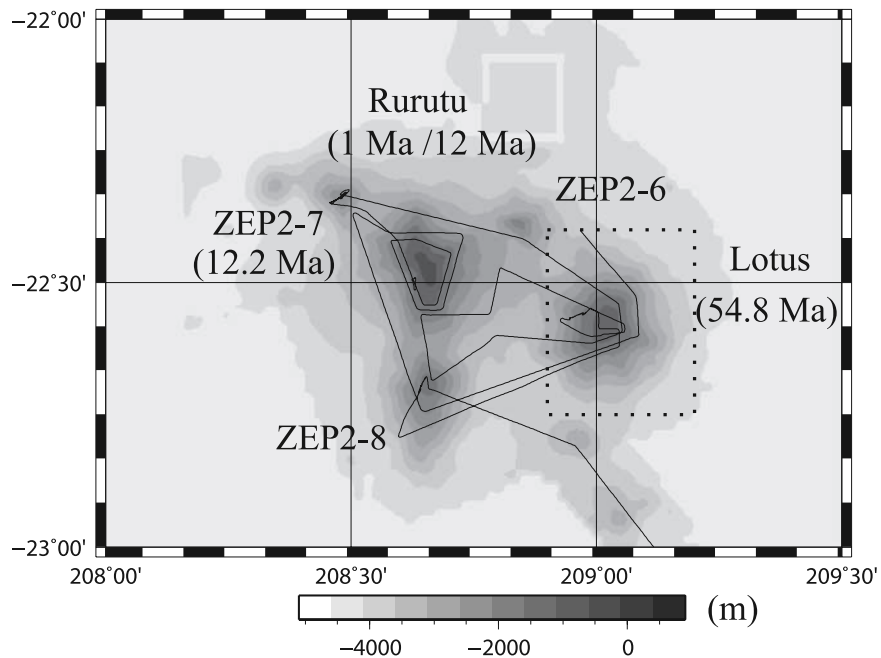 −22°00'
Rurutu
(1 Ma /12 Ma)
ZEP2-6
ZEP2-7
(12.2 Ma)
Lotus
−22°30'
(54.8 Ma)
ZEP2-8
−23°00'
208°00' 208°30' 209°00' 209°30'
(m)
−4000 −2000 0